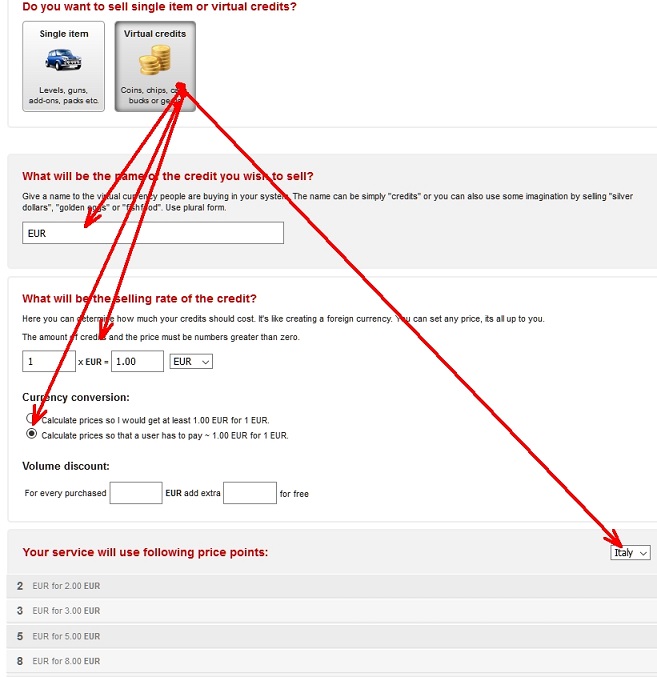 Do you want to sell single item or virtual credits?
Single item
Virtual credits
Levels, guns,
add-ons, packs etc.
Coins, chips,
bucks or
What will be the name of the credit you wish to sell?
Give a name to the virtual currency people are buying in your system. The name can be simply "credits" or you can also use some imagination by selling "silver
dollars", "golden eggs" or "fishfood". Use plural form.
EUR
What will be the selling rate of the credit?
Here you can determine how much your credits should cost. It's like creating a foreign currency. You can set any price, its all up to you.
The amount of credits and the price must be numbers greater than zero.
1 x EUR = 1.00 EUR
Currency conversion:
Calculate prices so I would get at least 1.00 EUR for 1 EUR.
Calculate prices so that a user has to pay ~ 1.00 EUR for 1 EUR.
Volume discount:
For every purchased EUR add extra for free
Your service will use following price points: Italy
2 EUR for 2.00 EUR
3 EUR for 3.00 EUR
5 EUR for 5.00 EUR
8 EUR for 8.00 EUR